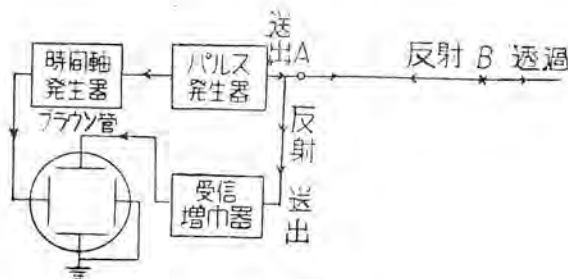 時間軸
発生器
パルス
発生器
送出
A
反射 B 透過
ブラウン管
反射
送出
受信
増巾器